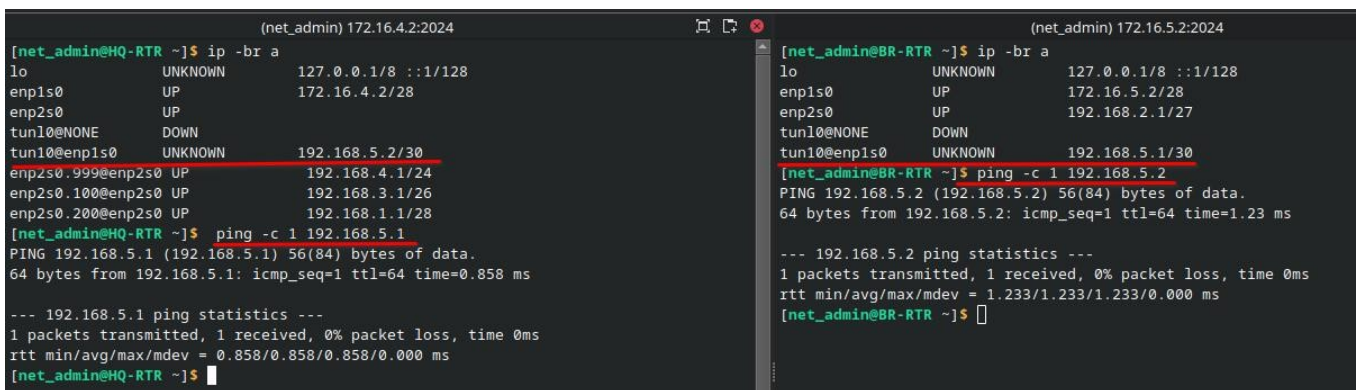 (net_admin) 172.16.4.2:2024
[net_admin@HQ-RTR ~]$ ip -br a
lo UNKNOWN 127.0.0.1/8 ::1/128
enp1s0 UP 172.16.4.2/28
enp2s0 UP
tunl0@NONE DOWN
tun10@enp1s0 UNKNOWN 192.168.5.2/30
enp2s0.999@enp2s0 UP 192.168.4.1/24
enp2s0.100@enp2s0 UP 192.168.3.1/26
enp2s0.200@enp2s0 UP 192.168.1.1/28
[net_admin@HQ-RTR ~]$ ping -c 1 192.168.5.1
PING 192.168.5.1 (192.168.5.1) 56(84) bytes of data.
64 bytes from 192.168.5.1: icmp_seq=1 ttl=64 time=0.858 ms
--- 192.168.5.1 ping statistics ---
1 packets transmitted, 1 received, 0% packet loss, time 0ms
rtt min/avg/max/mdev = 0.858/0.858/0.858/0.000 ms
[net_admin@HQ-RTR ~]$
(net_admin) 172.16.5.2:2024
[net_admin@BR-RTR ~]$ ip -br a
lo UNKNOWN 127.0.0.1/8 ::1/128
enp1s0 UP 172.16.5.2/28
enp2s0 UP 192.168.2.1/27
tunl0@NONE DOWN
tun10@enp1s0 UNKNOWN 192.168.5.1/30
[net_admin@BR-RTR ~]$ ping -c 1 192.168.5.2
PING 192.168.5.2 (192.168.5.2) 56(84) bytes of data.
64 bytes from 192.168.5.2: icmp_seq=1 ttl=64 time=1.23 ms
--- 192.168.5.2 ping statistics ---
1 packets transmitted, 1 received, 0% packet loss, time 0ms
rtt min/avg/max/mdev = 1.233/1.233/1.233/0.000 ms
[net_admin@BR-RTR ~]$